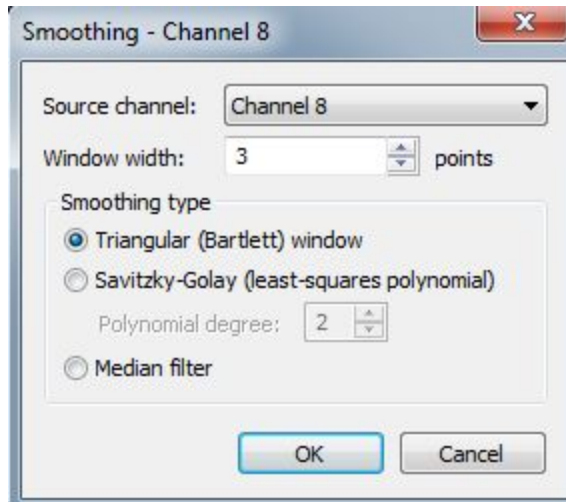 Smoothing - Channel 8
Source channel: Channel 8
Window width: 3 points
Smoothing type
Triangular (Bartlett) window
Savitzky-Golay (least-squares polynomial)
Polynomial degree: 2
Median filter
OK Cancel